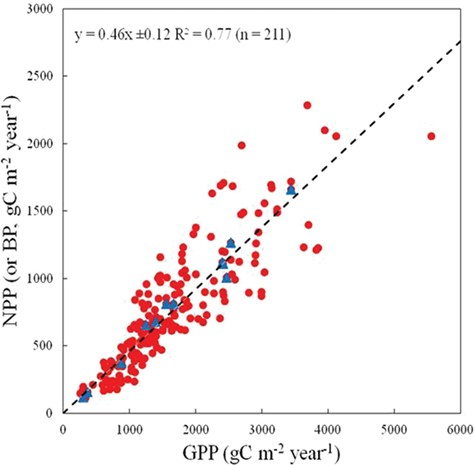 3000
y = 0.46x ±0.12 R² = 0.77 (n = 211)
2500
2000
1500
1000
500
0
NPP (or BP, gC m⁻² year⁻¹)
0 1000 2000 3000 4000 5000 6000
GPP (gC m⁻² year⁻¹)